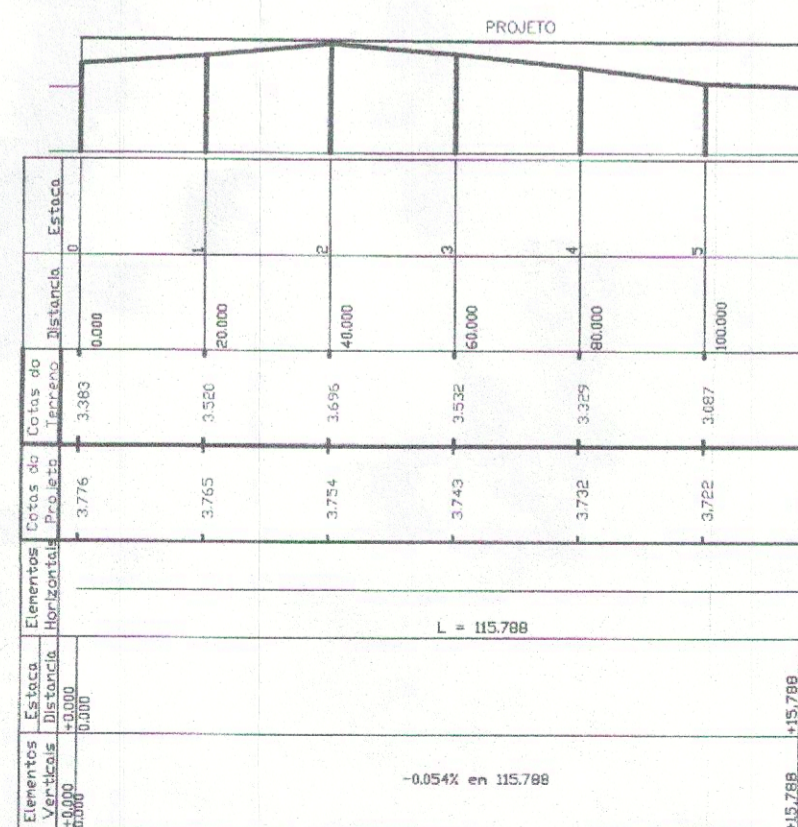 PROJETO
Estaca
0
1
2
3
4
5
Distancia
0.000
20.000
40.000
60.000
80.000
100.000
Cotas do
Terreno
3.383
3.520
3.696
3.532
3.329
3.087
Cotas do
Projeto
3.776
3.765
3.754
3.743
3.732
3.722
Elementos
Horizontais
L = 115.788
Estaca
Distancia
+0.000
0.000
+15.788
Elementos
Verticais
+0.000
0.000
-0.054% en 115.788
+15.788